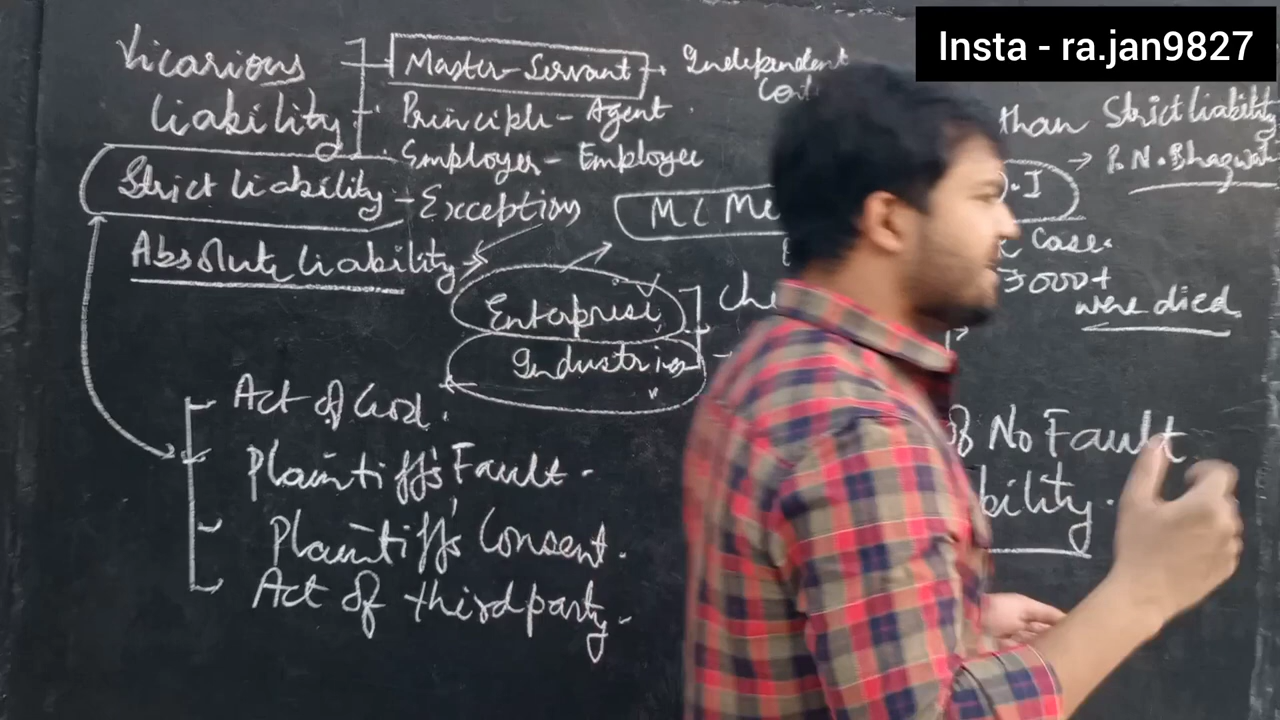 Insta - ra.jan9827
Vicarious
liability
Master-Servant
Independent
Principle - Agent
Employer - Employee
than Strict liability
P.N. Bhagwati
Strict liability - Exception
M C Me
O.I
Case
3000+
were died
Absolute liability
Enterprise
Industries
Che
Act of God.
Plaintiff's Fault.
Plaintiff's Consent.
Act of third party.
of No Fault
bility.